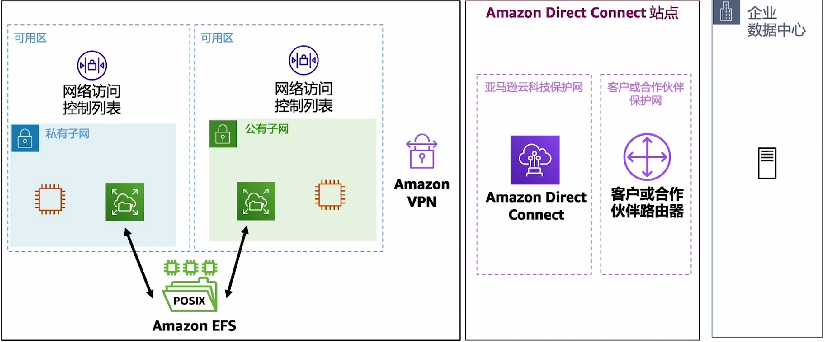 可用区
网络访问
控制列表
私有子网
可用区
网络访问
控制列表
公有子网
Amazon
VPN
POSIX
Amazon EFS
Amazon Direct Connect 站点
亚马逊云科技保护网
Amazon Direct
Connect
客户或合作伙伴
保护网
客户或合作
伙伴路由器
企业
数据中心